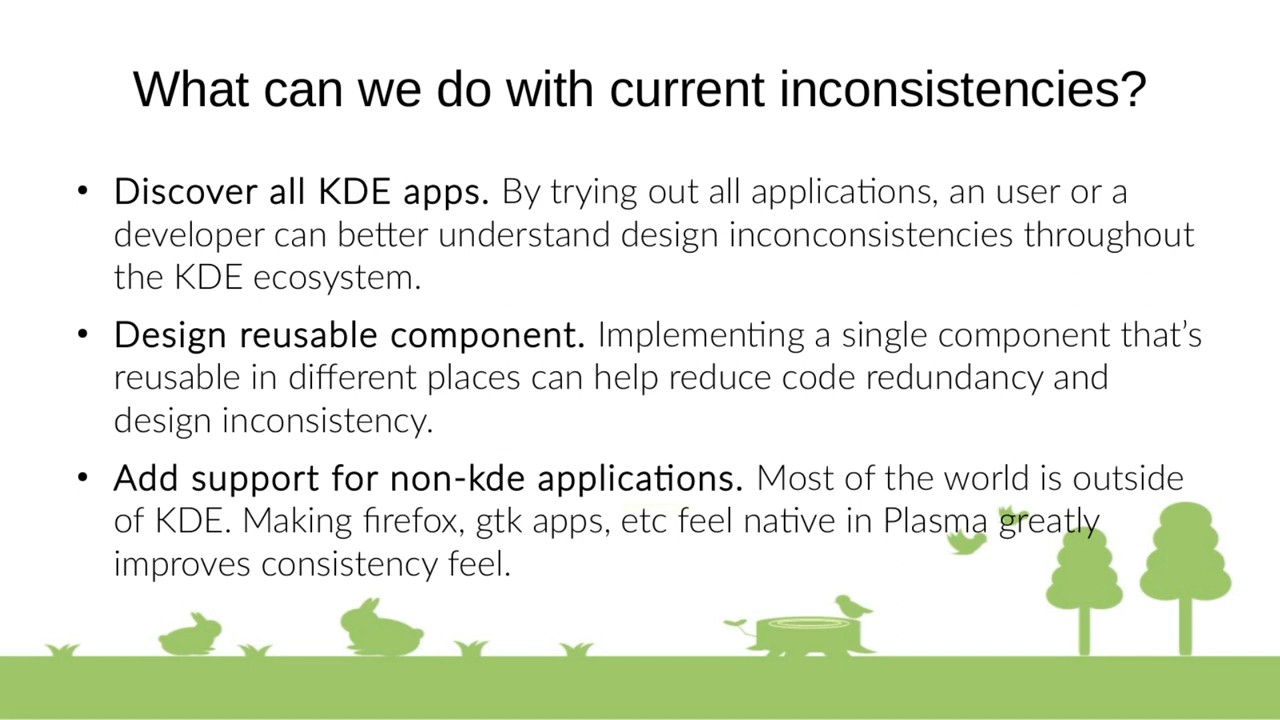 What can we do with current inconsistencies?
• Discover all KDE apps. By trying out all applications, an user or a
developer can better understand design inconconsistencies throughout
the KDE ecosystem.
• Design reusable component. Implementing a single component that’s
reusable in different places can help reduce code redundancy and
design inconsistency.
• Add support for non-kde applications. Most of the world is outside
of KDE. Making firefox, gtk apps, etc feel native in Plasma greatly
improves consistency feel.